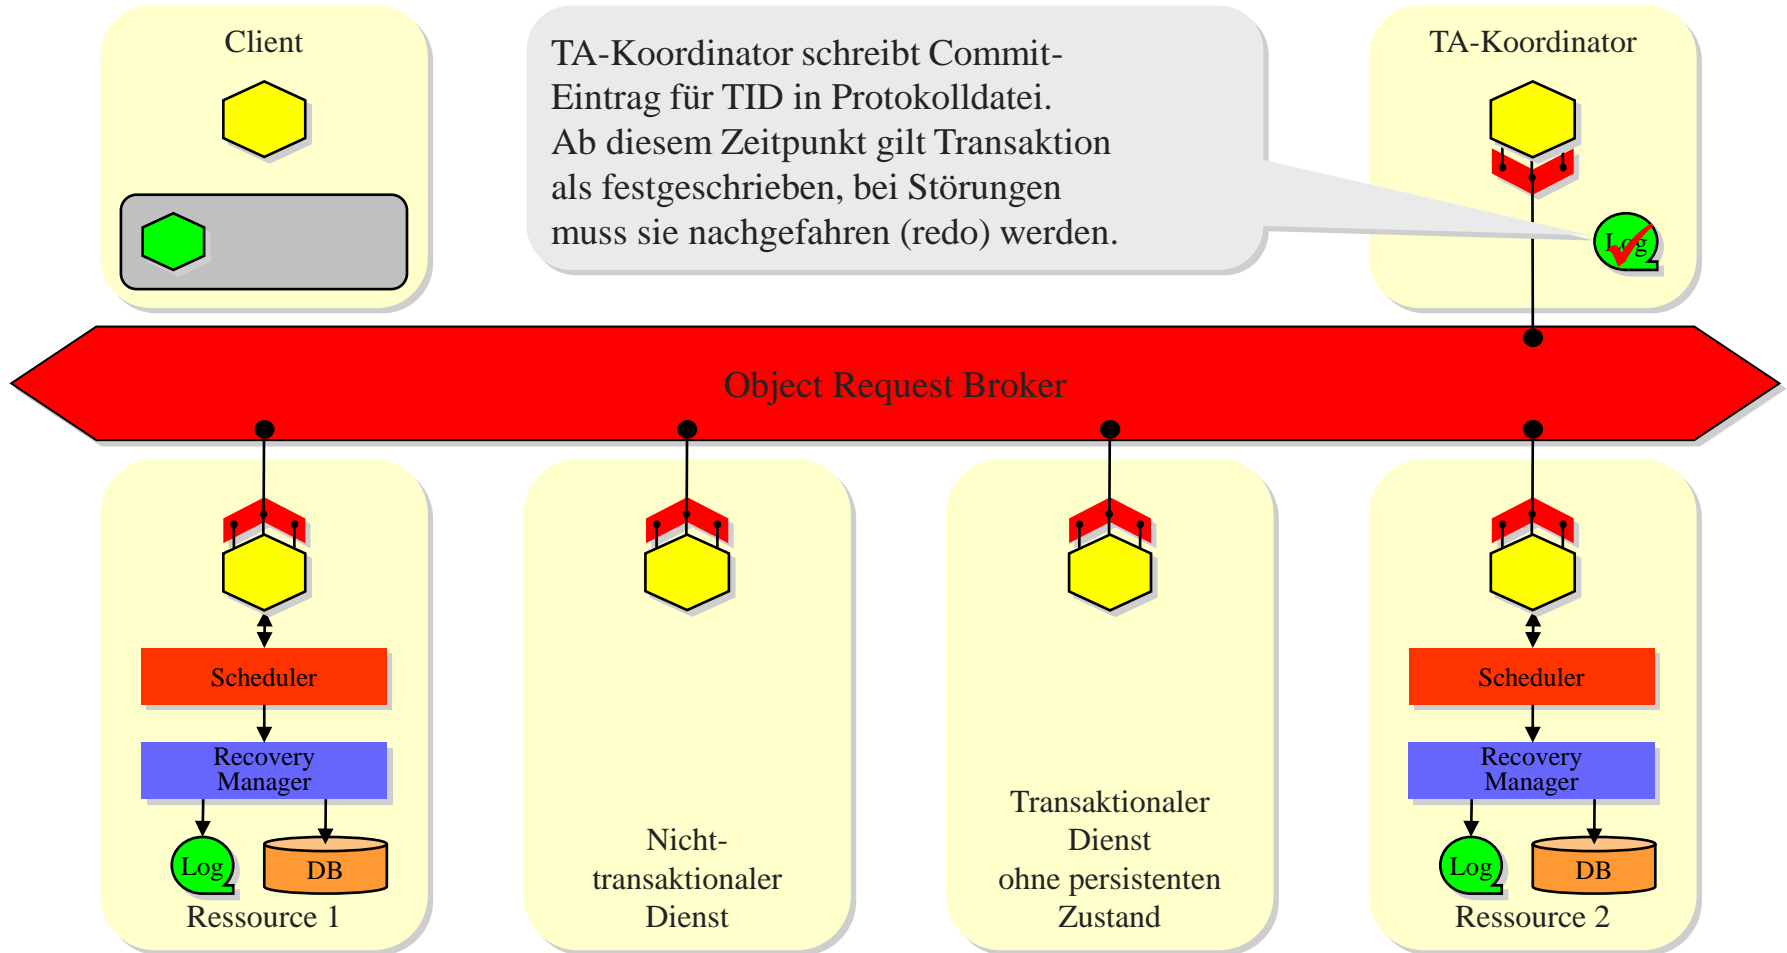 Client
TA-Koordinator schreibt Commit-
Eintrag für TID in Protokolldatei.
Ab diesem Zeitpunkt gilt Transaktion
als festgeschrieben, bei Störungen
muss sie nachgefahren (redo) werden.
TA-Koordinator
Log
Object Request Broker
Scheduler
Recovery
Manager
Log
DB
Ressource 1
Nicht-
transaktionaler
Dienst
Transaktionaler
Dienst
ohne persistenten
Zustand
Scheduler
Recovery
Manager
Log
DB
Ressource 2